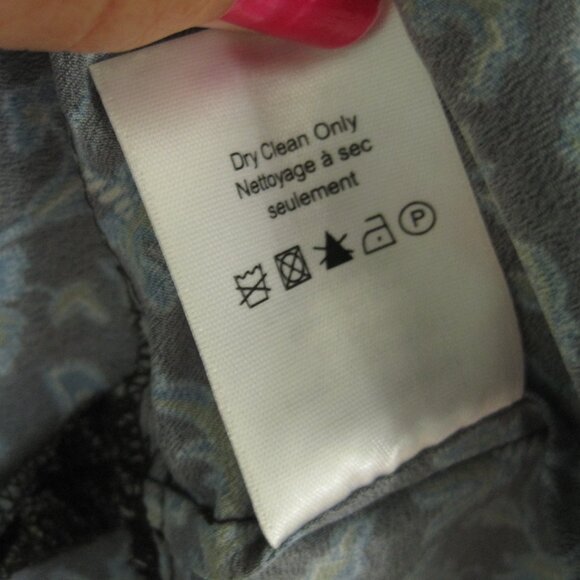 Dry Clean Only
Nettoyage à sec
seulement
P